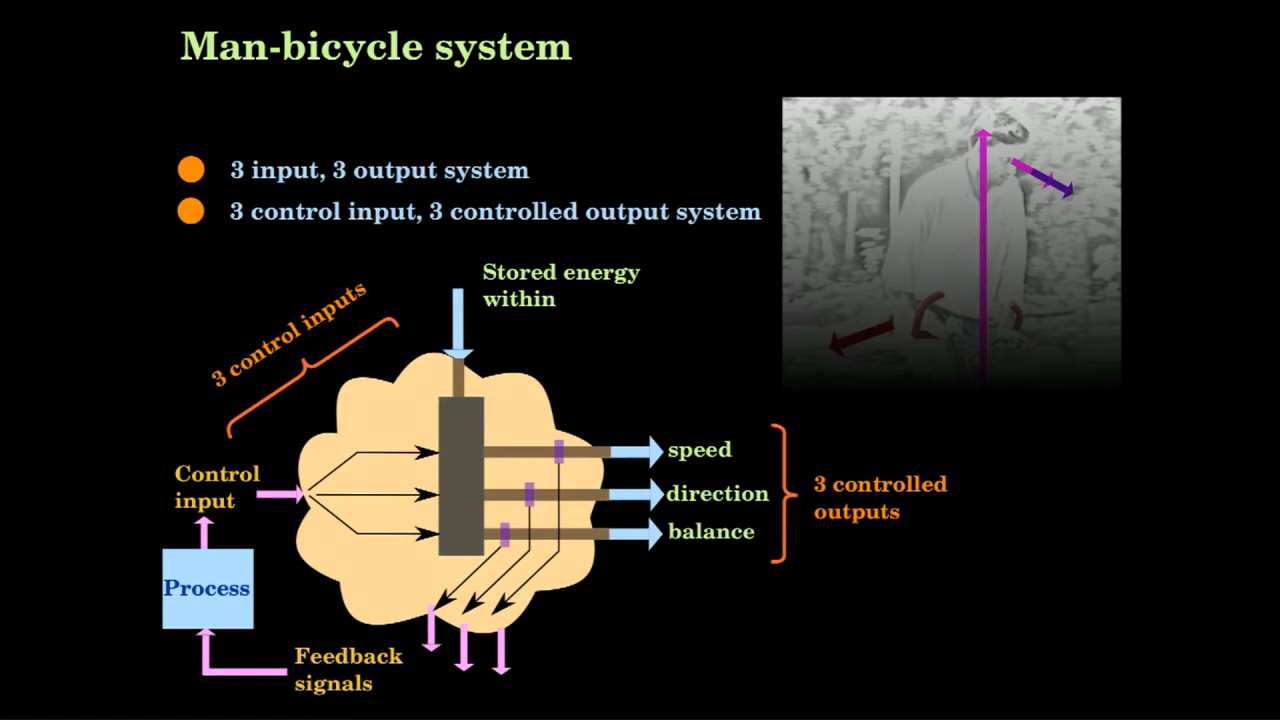 Man-bicycle system
3 input, 3 output system
3 control input, 3 controlled output system
Stored energy
within
3 control inputs
speed
Control
input
direction
3 controlled
outputs
balance
Process
Feedback
signals